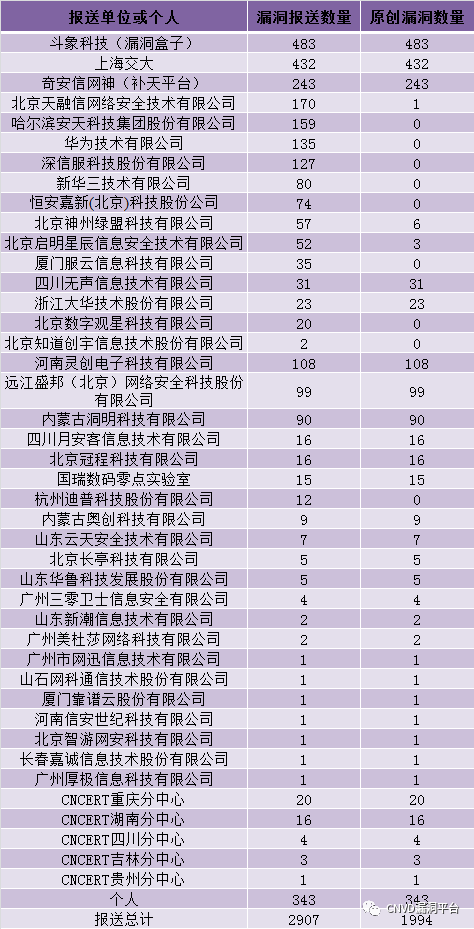 报送单位或个人 漏洞报送数量 原创漏洞数量
斗象科技（漏洞盒子） 483 483
上海交大 432 432
奇安信网神（补天平台） 243 243
北京天融信网络安全技术有限公司 170 1
哈尔滨安天科技集团股份有限公司 159 0
华为技术有限公司 135 0
深信服科技股份有限公司 127 0
新华三技术有限公司 80 0
恒安嘉新(北京)科技股份公司 74 0
北京神州绿盟科技有限公司 57 6
北京启明星辰信息安全技术有限公司 52 3
厦门服云信息科技有限公司 35 0
四川无声信息技术有限公司 31 31
浙江大华技术股份有限公司 23 23
北京数字观星科技有限公司 20 0
北京知道创宇信息技术股份有限公司 2 0
河南灵创电子科技有限公司 108 108
远江盛邦（北京）网络安全科技股份 99 99
有限公司
内蒙古洞明科技有限公司 90 90
四川月安客信息技术有限公司 16 16
北京冠程科技有限公司 16 16
国瑞数码零点实验室 15 15
杭州迪普科技股份有限公司 12 0
内蒙古奥创科技有限公司 9 9
山东云天安全技术有限公司 7 7
北京长亭科技有限公司 5 5
山东华鲁科技发展股份有限公司 5 5
广州三零卫士信息安全有限公司 4 4
山东新潮信息技术有限公司 2 2
广州美杜莎网络科技有限公司 2 2
广州市网迅信息技术有限公司 1 1
山石网科通信技术股份有限公司 1 1
厦门靠谱云股份有限公司 1 1
河南信安世纪科技有限公司 1 1
北京智游网安科技有限公司 1 1
长春嘉诚信息技术股份有限公司 1 1
广州厚极信息科技有限公司 1 1
CNCERT重庆分中心 20 20
CNCERT湖南分中心 16 16
CNCERT四川分中心 4 4
CNCERT吉林分中心 3 3
CNCERT贵州分中心 1 1
个人 343 343
CNVD漏洞平台
报送总计 2907 1994